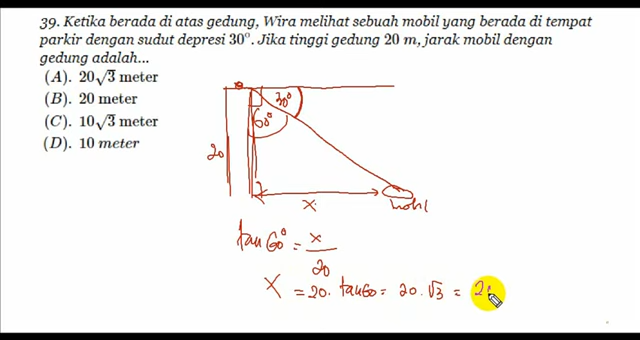 39. Ketika berada di atas gedung, Wira melihat sebuah mobil yang berada di tempat
parkir dengan sudut depresi 30°. Jika tinggi gedung 20 m, jarak mobil dengan
gedung adalah...
(A). 20√3 meter
(B). 20 meter
(C). 10√3 meter
(D). 10 meter
30°
60°
20
x
mobil
tan 60° = x/20
x = 20. tan 60 = 20. √3 = 2